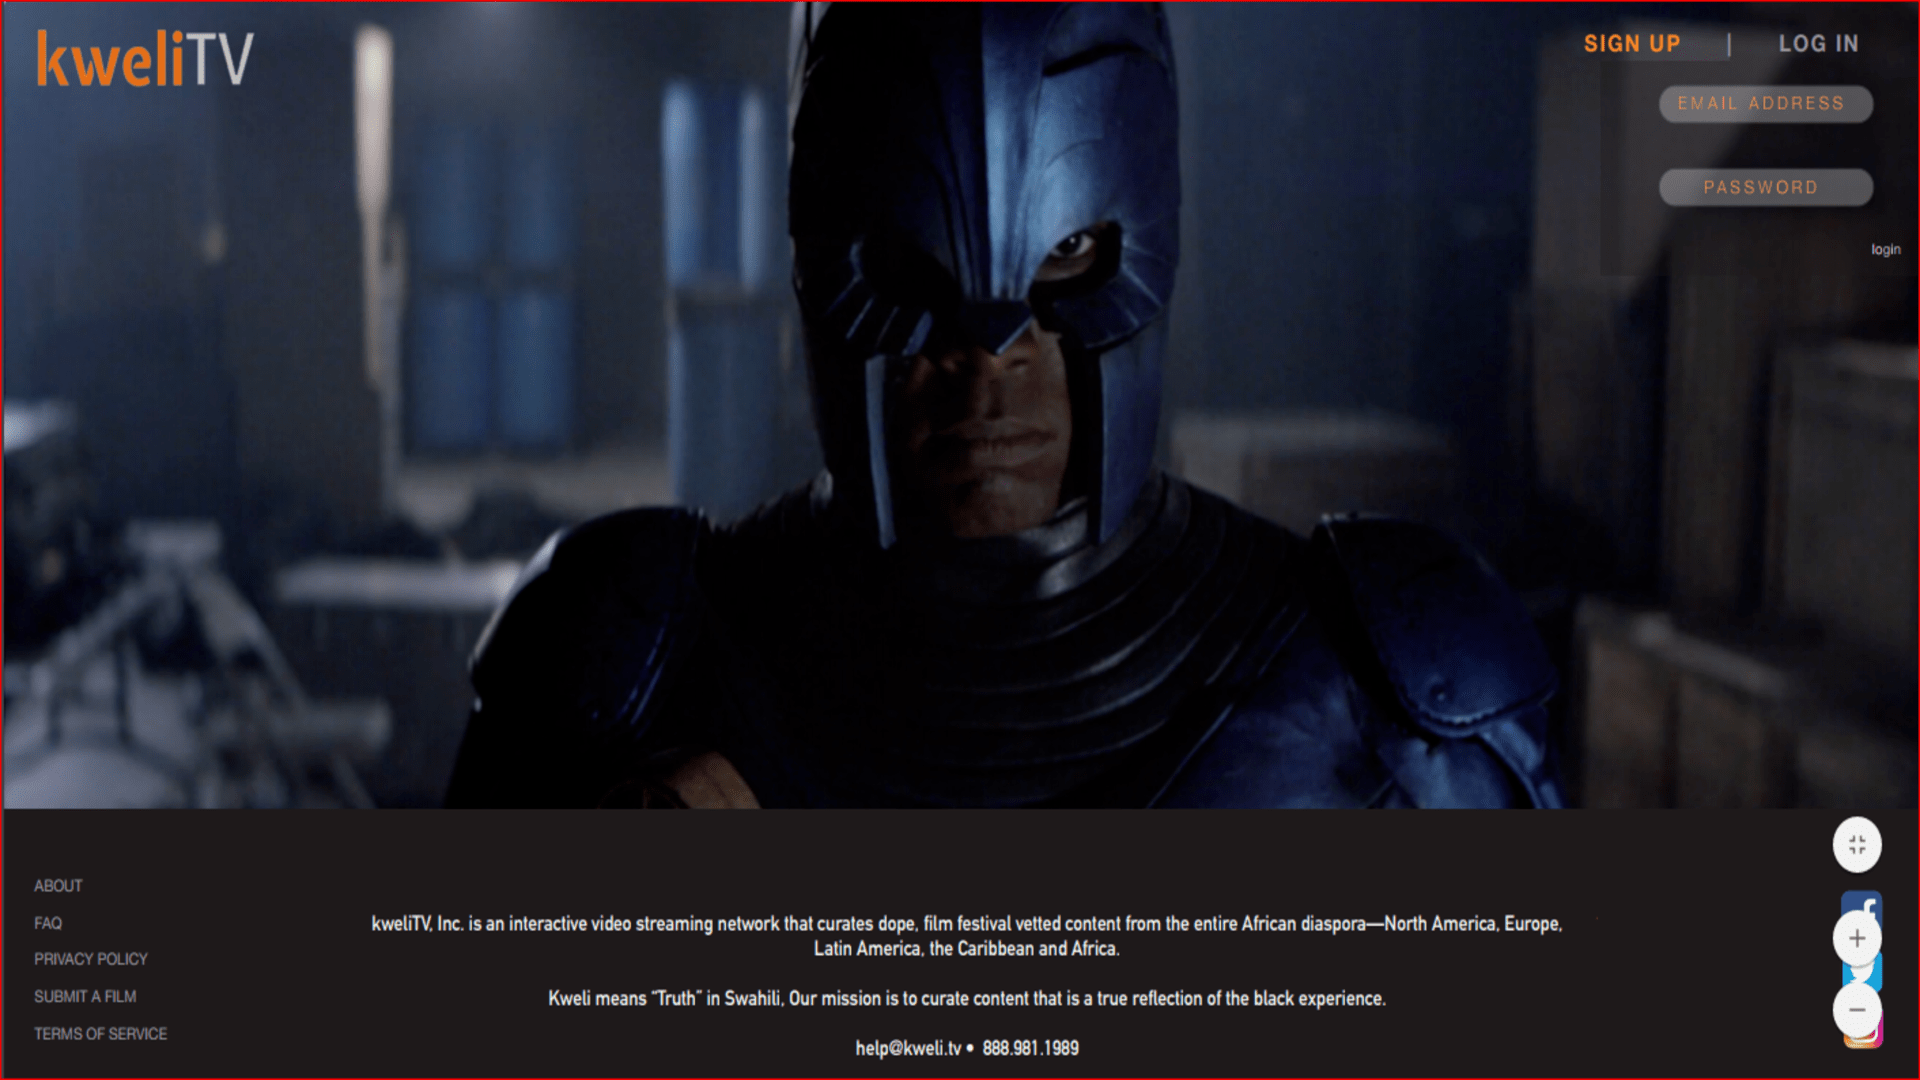 kweliTV
SIGN UP | LOG IN
EMAIL ADDRESS
PASSWORD
login
ABOUT
FAQ
PRIVACY POLICY
SUBMIT A FILM
TERMS OF SERVICE
kweliTV, Inc. is an interactive video streaming network that curates dope, film festival vetted content from the entire African diaspora—North America, Europe,
Latin America, the Caribbean and Africa.
Kweli means “Truth” in Swahili, Our mission is to curate content that is a true reflection of the black experience.
help@kweli.tv • 888.981.1989